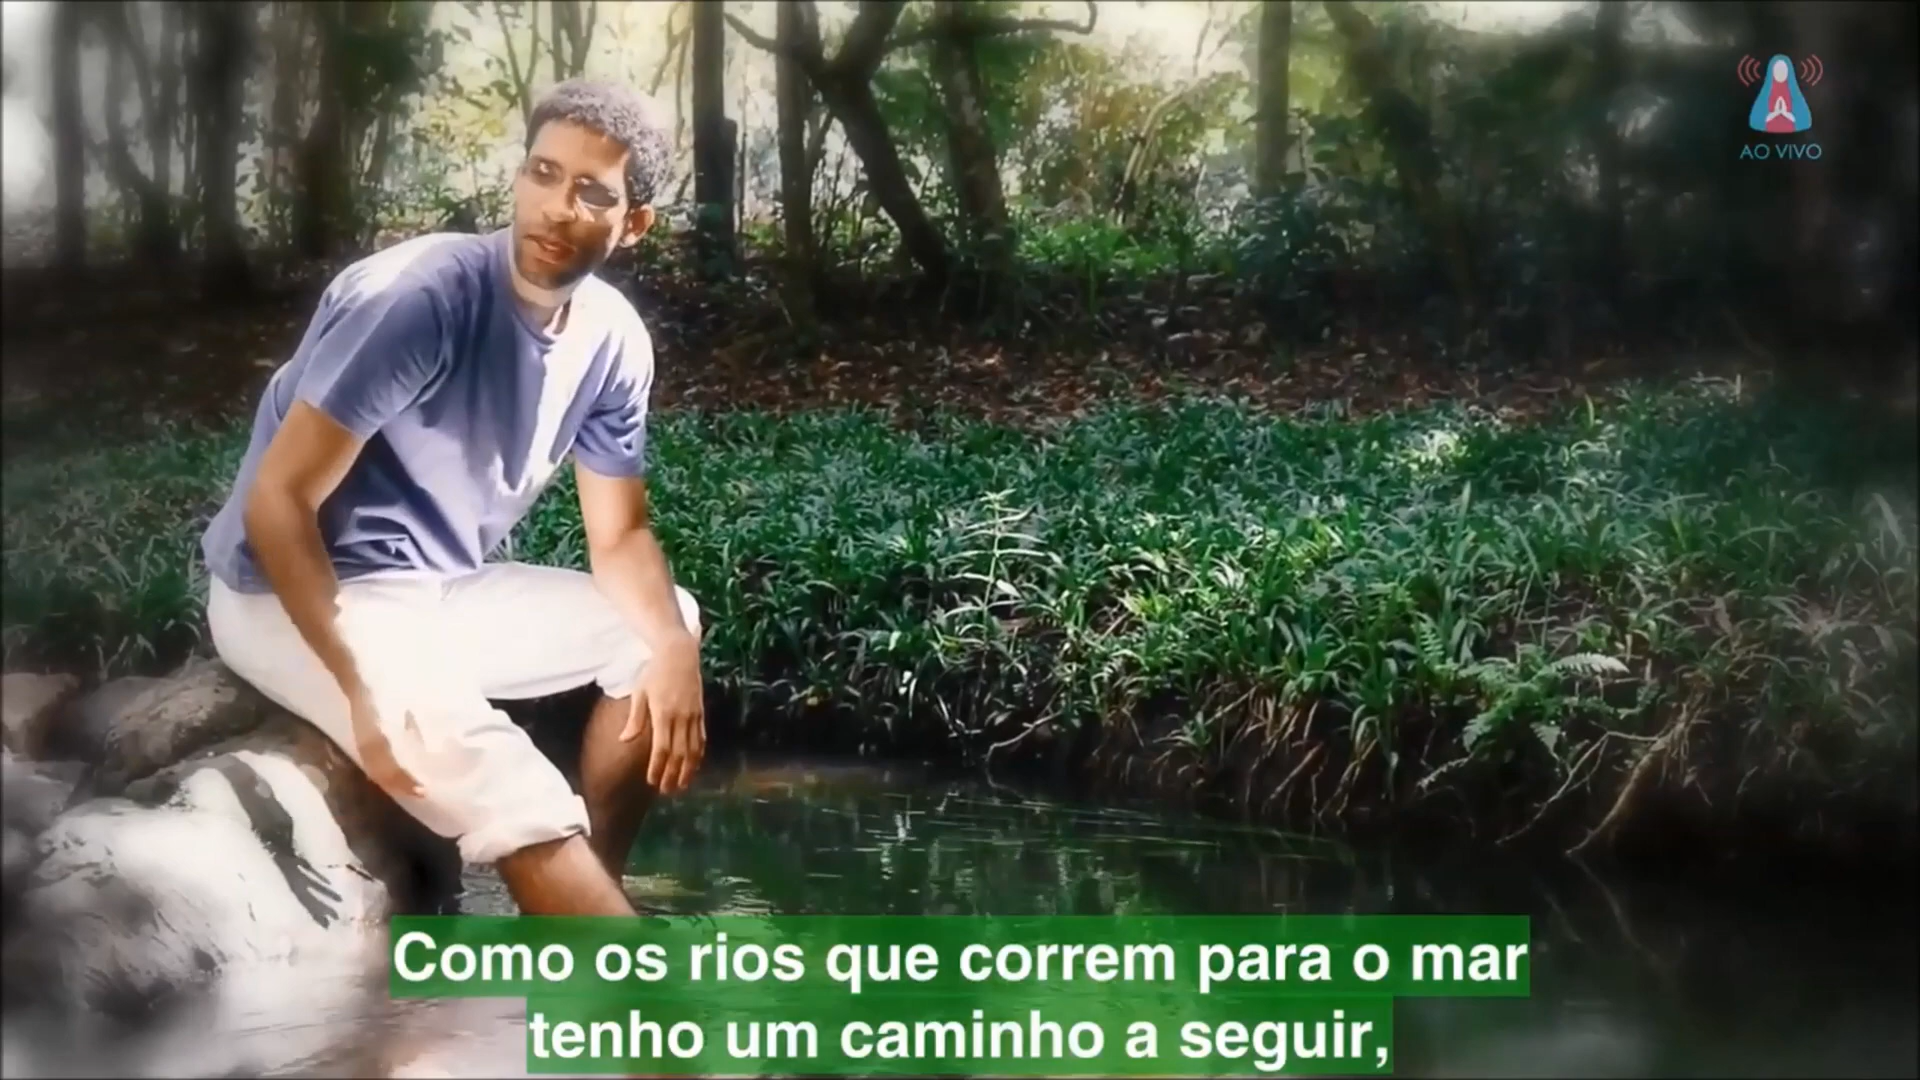 AO VIVO
Como os rios que correm para o mar
tenho um caminho a seguir,